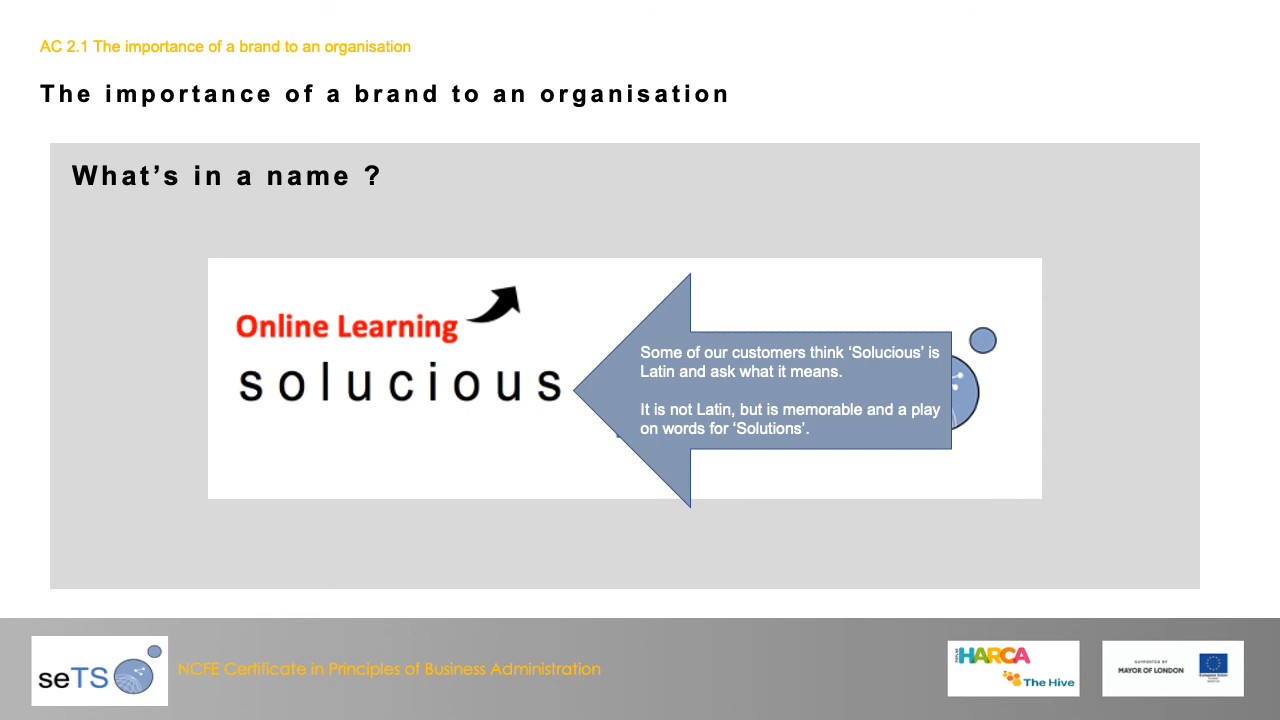 AC 2.1 The importance of a brand to an organisation
The importance of a brand to an organisation
What’s in a name ?
Online Learning
solucious
Some of our customers think ‘Solucious’ is
Latin and ask what it means.
It is not Latin, but is memorable and a play
on words for ‘Solutions’.
seTS
NCFE Certificate in Principles of Business Administration
HARCA
The Hive
SUPPORTED BY
MAYOR OF LONDON
European Union